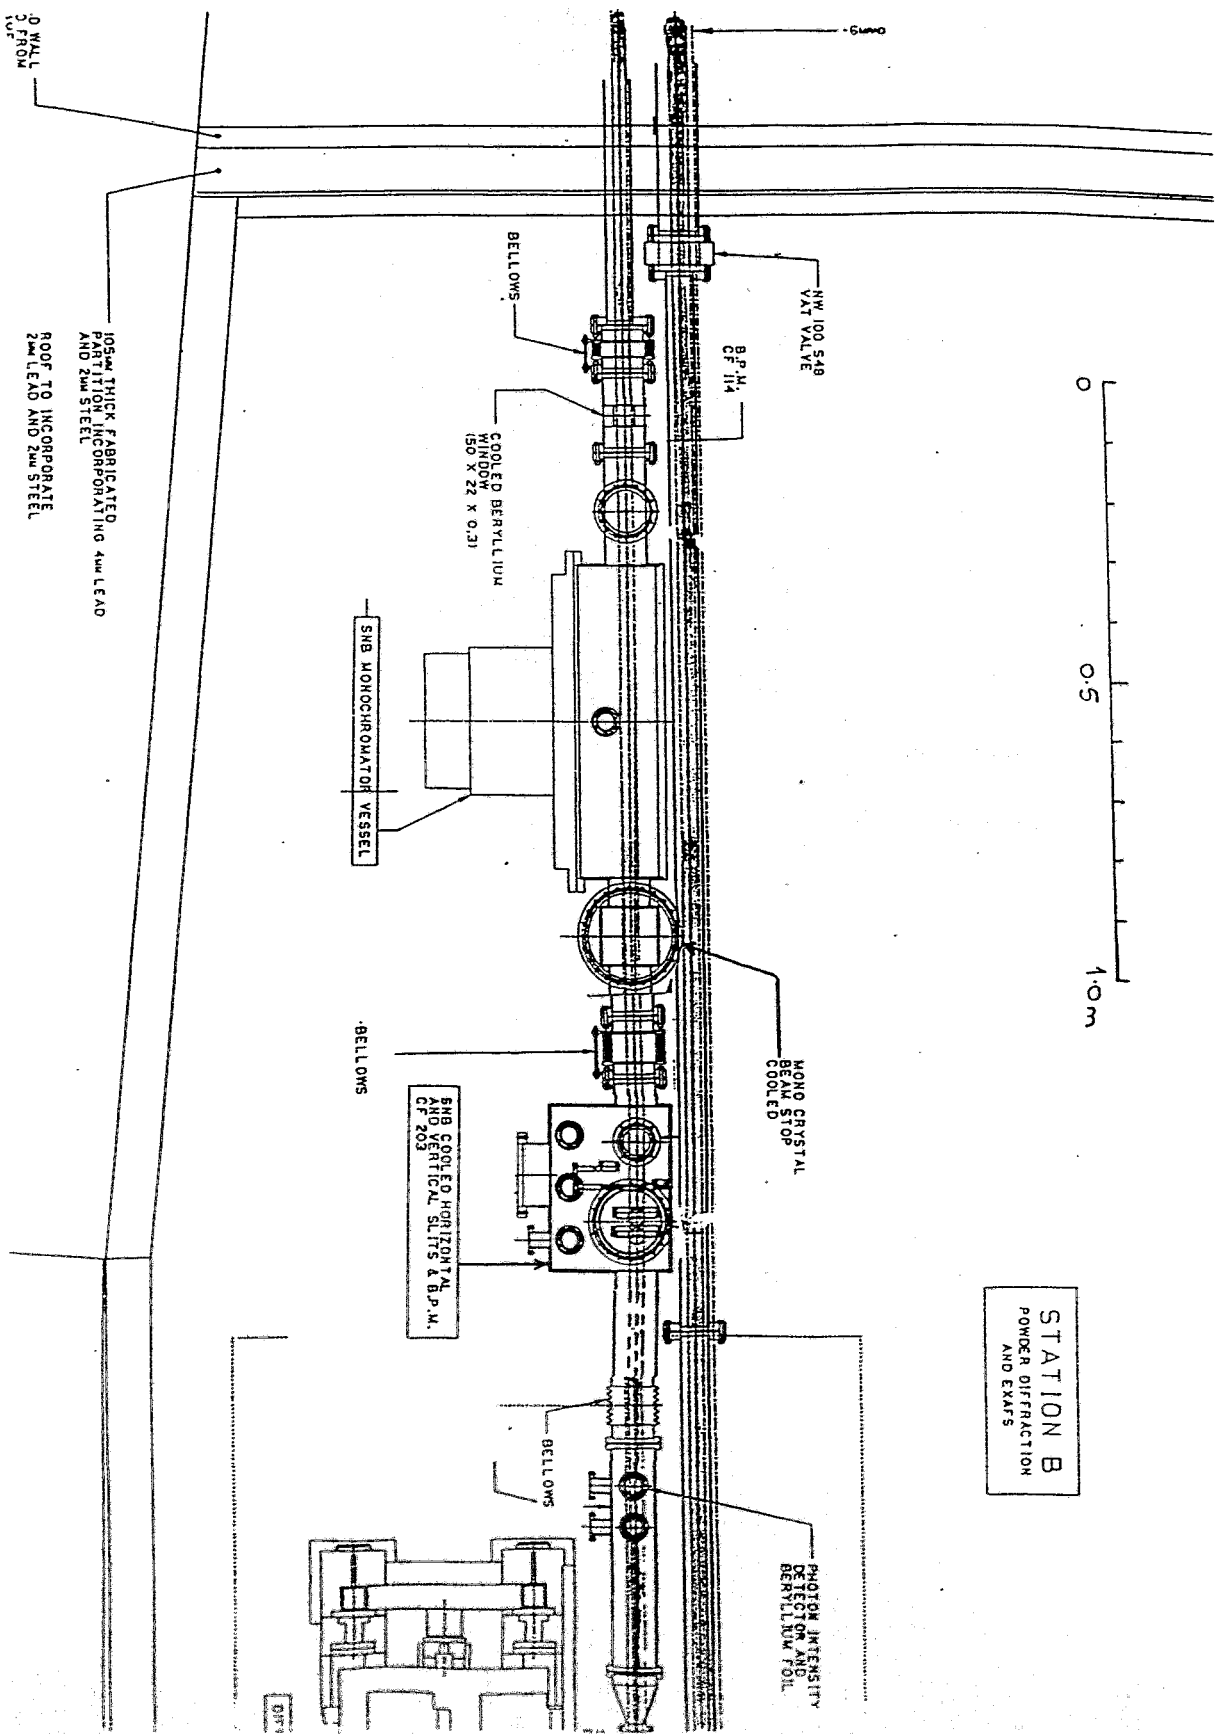 NW 100 S48
VAT VALVE
B.P.M.
CF 114
BELLOWS
COOLED BERYLLIUM
WINDOW
(50 X 22 X 0.3)
0
0.5
1.0m
105MM THICK FABRICATED
PARTITION INCORPORATING 4MM LEAD
AND 2MM STEEL
ROOF TO INCORPORATE
2MM LEAD AND 2MM STEEL
SNB MONOCHROMATOR VESSEL
MONO CRYSTAL
BEAM STOP
COOLED
BELLOWS
SNB COOLED HORIZONTAL
AND VERTICAL SLITS & B.P.M.
CF 203
STATION B
POWDER DIFFRACTION
AND EXAFS
BELLOWS
PHOTON INTENSITY
DETECTOR AND
BERYLLIUM FOIL
WALL
FROM